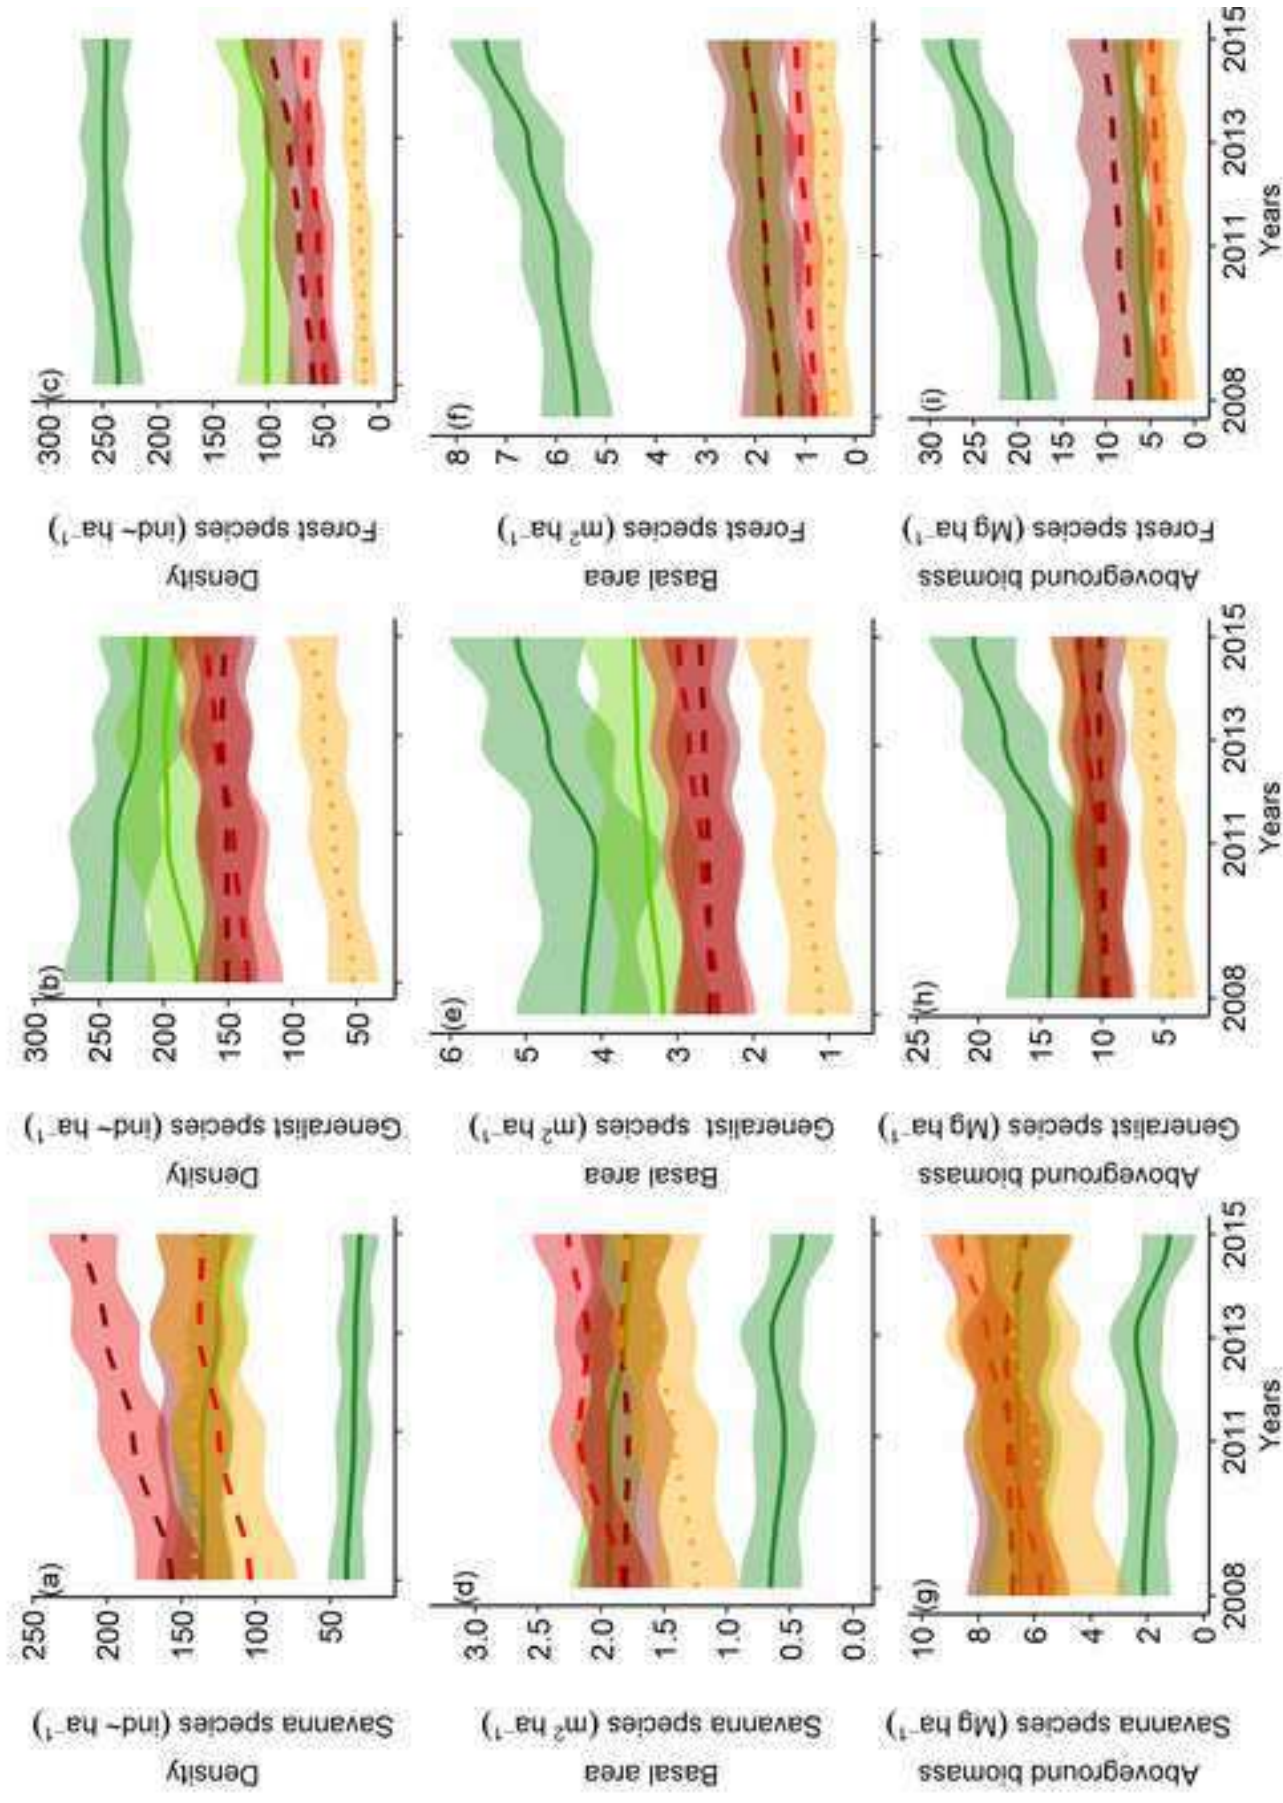 Density
Savanna species (ind~ ha⁻¹)
250
200
150
100
50
(a)
Density
Generalist species (ind~ ha⁻¹)
300
250
200
150
100
50
(b)
Density
Forest species (ind~ ha⁻¹)
300
250
200
150
100
50
0
(c)
Basal area
Savanna species (m² ha⁻¹)
3.0
2.0
1.5
1.0
0.0
(d)
Basal area
Generalist species (m² ha⁻¹)
6
5
4
3
2
1
(e)
Basal area
Forest species (m² ha⁻¹)
8
7
6
5
4
3
2
1
0
(f)
Aboveground biomass
Savanna species (Mg ha⁻¹)
10
8
6
4
2
0
(g)
2008
2011
2013
2015
Years
Aboveground biomass
Generalist species (Mg ha⁻¹)
25
20
15
10
5
(h)
2008
2011
2013
2015
Years
Aboveground biomass
Forest species (Mg ha⁻¹)
30
25
20
15
10
5
0
(i)
2008
2011
2013
2015
Years